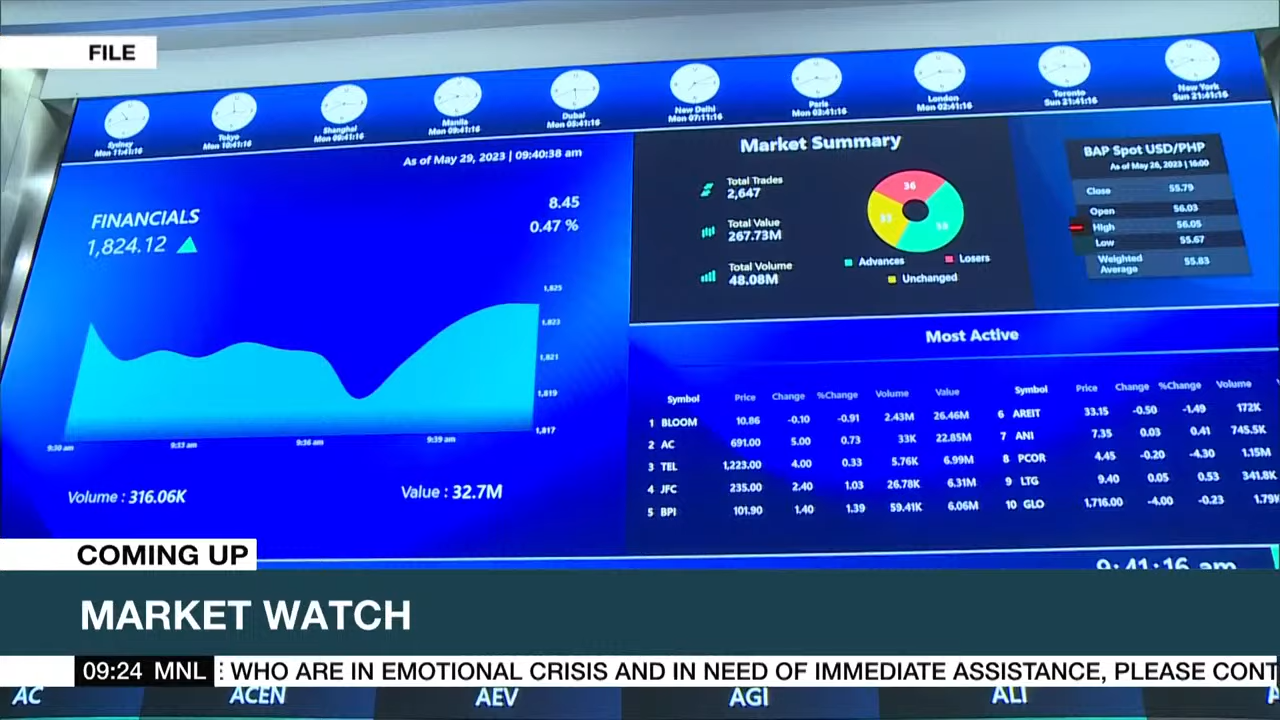 FILE
Sydney Tokyo Shanghai Manila Dubai New Delhi Paris London Toronto New York
Mon 11:41:16 Mon 10:41:16 Mon 09:41:16 Mon 09:41:16 Mon 05:41:16 Mon 07:11:16 Mon 03:41:16 Mon 02:41:16 Sun 21:41:16 Sun 21:41:16
As of May 29, 2023 | 09:40:38 am
FINANCIALS
1,824.12
8.45
0.47 %
1,825
1,823
1,821
1,819
1,817
9:30 am 9:33 am 9:38 am 9:39 am
Volume : 316.06K
Value : 32.7M
Market Summary
Total Trades
2,647
Total Value
267.73M
Total Volume
48.08M
36
33
Advances
Losers
Unchanged
BAP Spot USD/PHP
As of May 26, 2023 | 16:00
Close 55.79
Open 56.03
High 56.05
Low 55.67
Weighted
Average 55.83
Most Active
Symbol Price Change %Change Volume Value
1 BLOOM 10.86 -0.10 -0.91 2.43M 26.46M
2 AC 691.00 5.00 0.73 33K 22.85M
3 TEL 1,223.00 4.00 0.33 5.76K 6.99M
4 JFC 235.00 2.40 1.03 26.78K 6.31M
5 BPI 101.90 1.40 1.39 59.41K 6.06M
Symbol Price Change %Change Volume
6 AREIT 33.15 -0.50 -1.49 172K
7 ANI 7.35 0.03 0.41 745.5K
8 PCOR 4.45 -0.20 -4.30 1.15M
9 LTG 9.40 0.05 0.53 341.8K
10 GLO 1,716.00 -4.00 -0.23 1.79K
9:41:16 am
COMING UP
MARKET WATCH
09:24 MNL
WHO ARE IN EMOTIONAL CRISIS AND IN NEED OF IMMEDIATE ASSISTANCE, PLEASE CONT
AC ACEN AEV AGI ALI